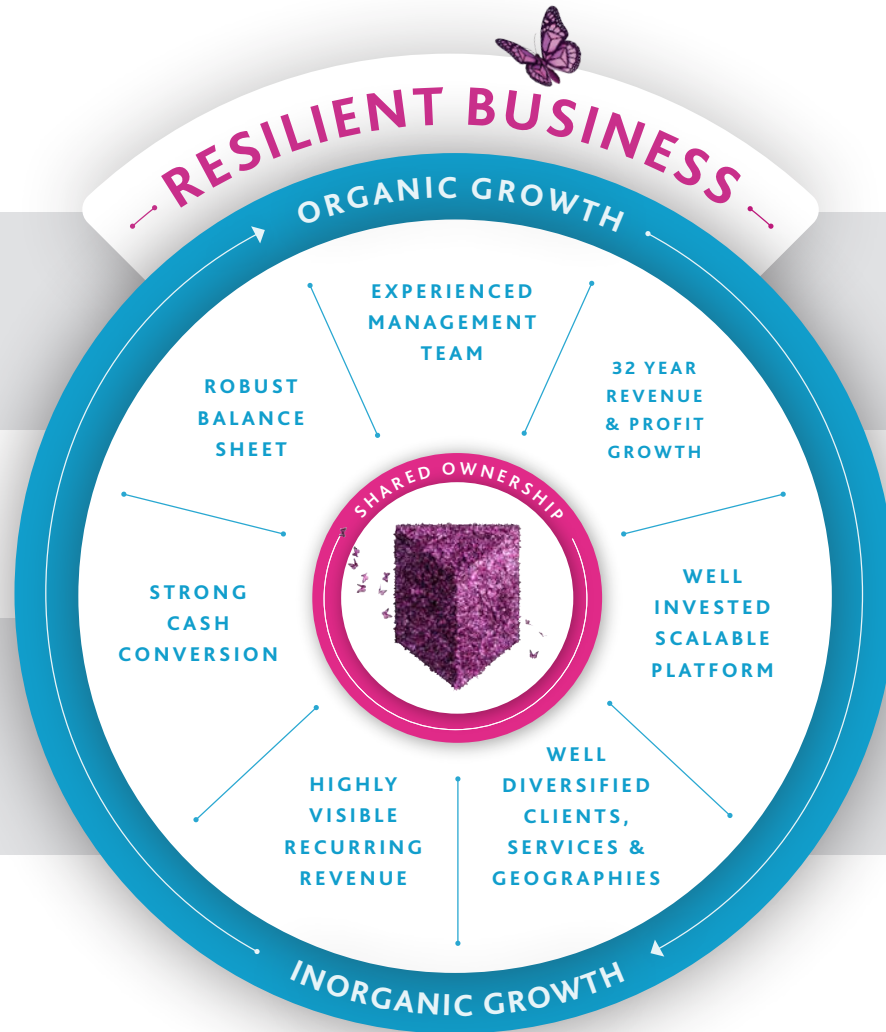 RESILIENT BUSINESS
ORGANIC GROWTH
EXPERIENCED
MANAGEMENT
TEAM
32 YEAR
REVENUE
& PROFIT
GROWTH
WELL
INVESTED
SCALABLE
PLATFORM
WELL
DIVERSIFIED
CLIENTS,
SERVICES &
GEOGRAPHIES
HIGHLY
VISIBLE
RECURRING
REVENUE
STRONG
CASH
CONVERSION
ROBUST
BALANCE
SHEET
SHARED OWNERSHIP
INORGANIC GROWTH